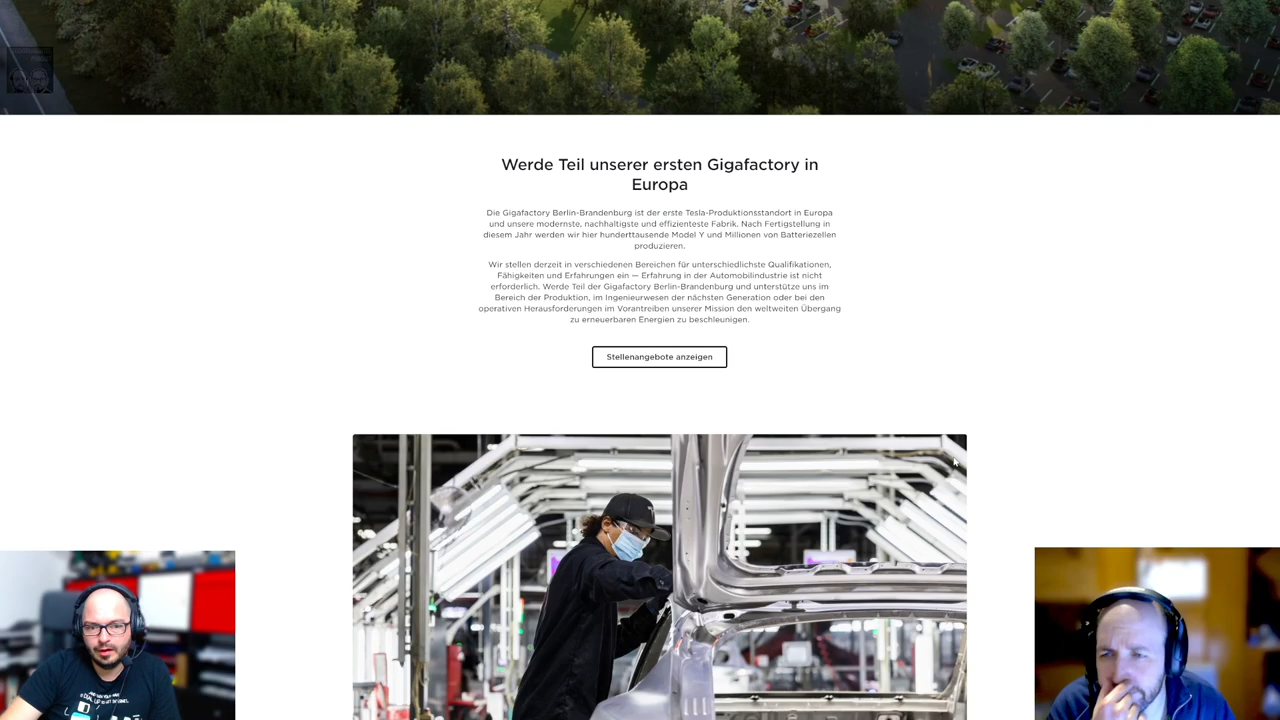 Werde Teil unserer ersten Gigafactory in
Europa
Die Gigafactory Berlin-Brandenburg ist der erste Tesla-Produktionsstandort in Europa
und unsere modernste, nachhaltigste und effizienteste Fabrik. Nach Fertigstellung in
diesem Jahr werden wir hier hunderttausende Model Y und Millionen von Batteriezellen
produzieren.
Wir stellen derzeit in verschiedenen Bereichen für unterschiedlichste Qualifikationen,
Fähigkeiten und Erfahrungen ein — Erfahrung in der Automobilindustrie ist nicht
erforderlich. Werde Teil der Gigafactory Berlin-Brandenburg und unterstütze uns im
Bereich der Produktion, im Ingenieurwesen der nächsten Generation oder bei den
operativen Herausforderungen im Vorantreiben unserer Mission den weltweiten Übergang
zu erneuerbaren Energien zu beschleunigen.
Stellenangebote anzeigen